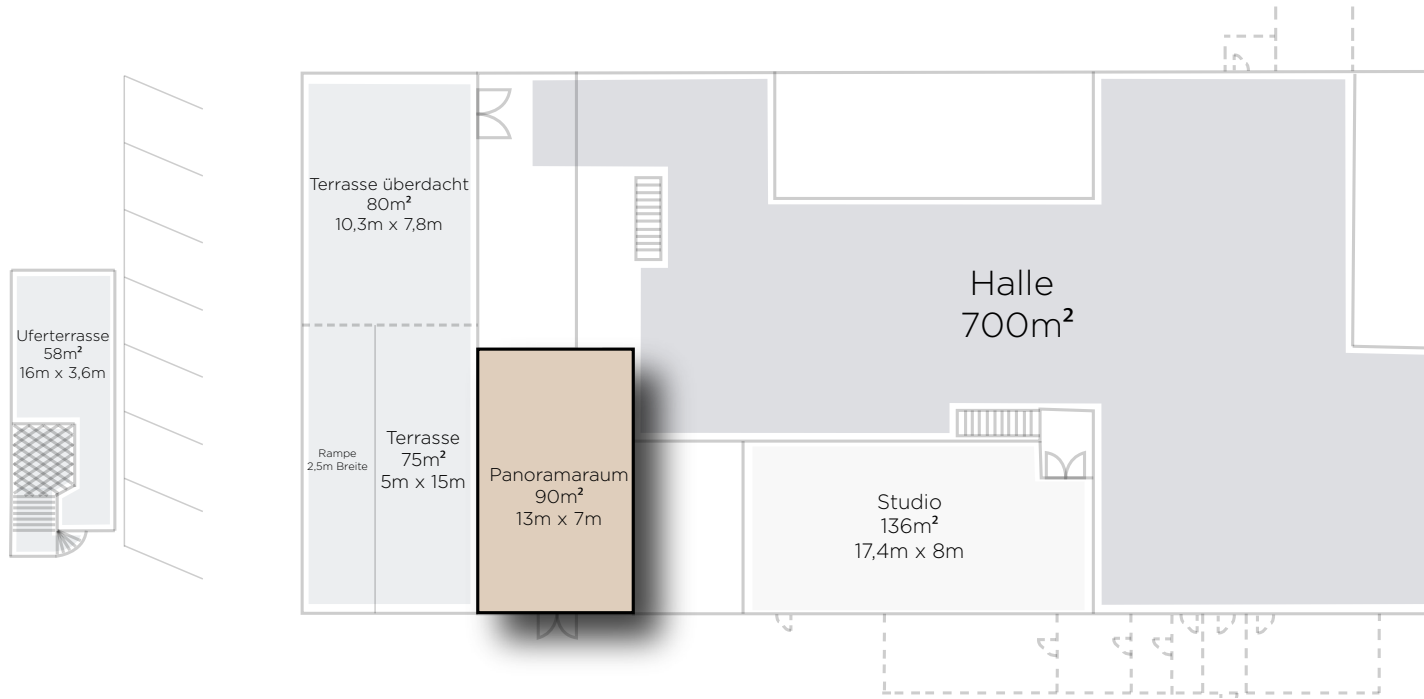 Terrasse überdacht
80m²
10,3m x 7,8m
Halle
700m²
Uferterrasse
58m²
16m x 3,6m
Rampe
2,5m Breite
Terrasse
75m²
5m x 15m
Panoramaraum
90m²
13m x 7m
Studio
136m²
17,4m x 8m